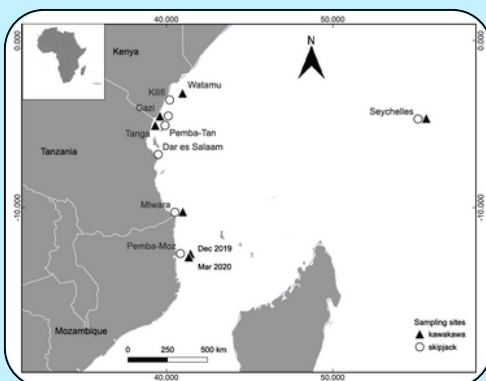 40.000
50.000
0.000
Kenya
N
Watamu
Kilifi
Gazi
Seychelles
Tanga
Pemba-Tan
Dar es Salaam
Tanzania
Mtwara
-10.000
-10.000
Pemba-Moz
Dec 2019
Mar 2020
Sampling sites
kawakawa
skipjack
Mozambique
0 250 500 km
40.000
50.000